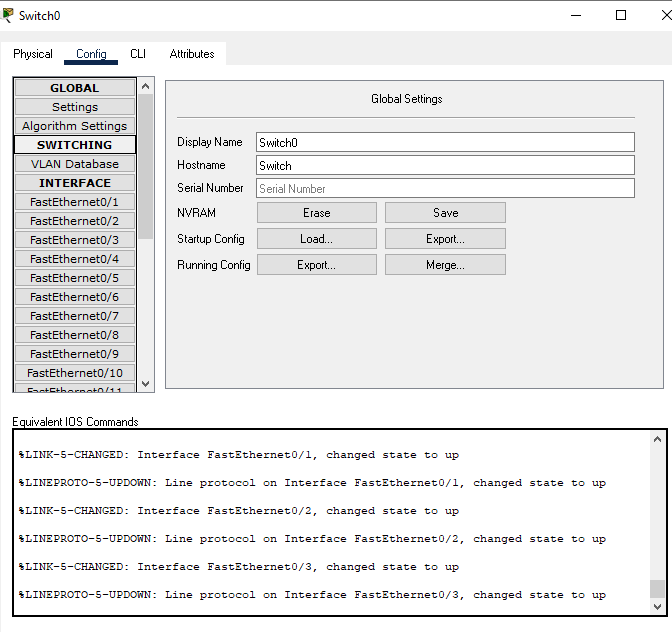 Switch0
Physical Config CLI Attributes
GLOBAL
Settings
Algorithm Settings
SWITCHING
VLAN Database
INTERFACE
FastEthernet0/1
FastEthernet0/2
FastEthernet0/3
FastEthernet0/4
FastEthernet0/5
FastEthernet0/6
FastEthernet0/7
FastEthernet0/8
FastEthernet0/9
FastEthernet0/10
FastEthernet0/11
Global Settings
Display Name Switch0
Hostname Switch
Serial Number Serial Number
NVRAM Erase Save
Startup Config Load... Export...
Running Config Export... Merge...
Equivalent IOS Commands
%LINK-5-CHANGED: Interface FastEthernet0/1, changed state to up
%LINEPROTO-5-UPDOWN: Line protocol on Interface FastEthernet0/1, changed state to up
%LINK-5-CHANGED: Interface FastEthernet0/2, changed state to up
%LINEPROTO-5-UPDOWN: Line protocol on Interface FastEthernet0/2, changed state to up
%LINK-5-CHANGED: Interface FastEthernet0/3, changed state to up
%LINEPROTO-5-UPDOWN: Line protocol on Interface FastEthernet0/3, changed state to up